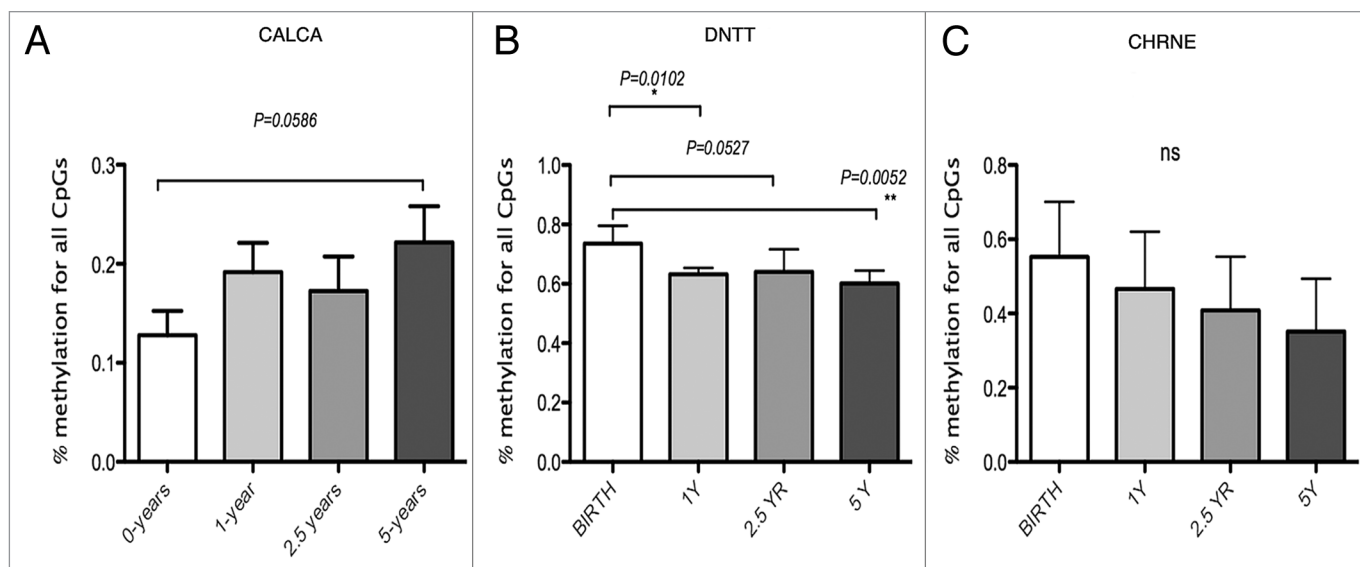 A
CALCA
P=0.0586
% methylation for all CpGs
0.3
0.2
0.1
0.0
0-years
1-year
2.5 years
5-years
B
DNTT
P=0.0102
*
P=0.0527
P=0.0052
**
% methylation for all CpGs
1.0
0.8
0.6
0.4
0.2
0.0
BIRTH
1Y
2.5 YR
5 Y
C
CHRNE
ns
% methylation for all CpGs
0.8
0.6
0.4
0.2
0.0
BIRTH
1Y
2.5 YR
5Y